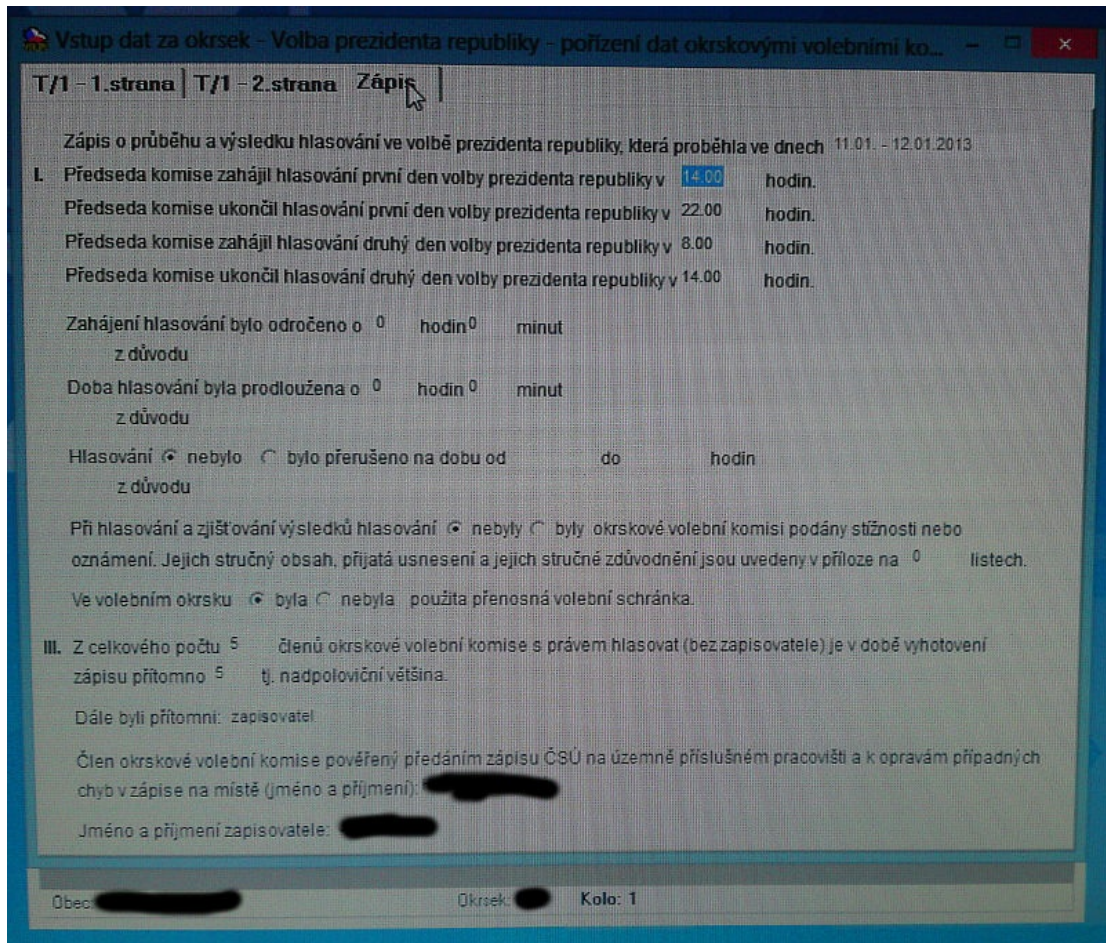 Vstup dat za okrsek - Volba prezidenta republiky - pořízení dat okrskovými volebními ko...
T/1 - 1.strana T/1 - 2.strana Zápis
Zápis o průběhu a výsledku hlasování ve volbě prezidenta republiky, která proběhla ve dnech 11.01. - 12.01.2013
I. Předseda komise zahájil hlasování první den volby prezidenta republiky v 14.00 hodin.
Předseda komise ukončil hlasování první den volby prezidenta republiky v 22.00 hodin.
Předseda komise zahájil hlasování druhý den volby prezidenta republiky v 8.00 hodin.
Předseda komise ukončil hlasování druhý den volby prezidenta republiky v 14.00 hodin.
Zahájení hlasování bylo odročeno o 0 hodin 0 minut
z důvodu
Doba hlasování byla prodloužena o 0 hodin 0 minut
z důvodu
Hlasování nebylo bylo přerušeno na dobu od do hodin
z důvodu
Při hlasování a zjišťování výsledků hlasování nebyly byly okrskové volební komisi podány stížnosti nebo
oznámení. Jejich stručný obsah, přijatá usnesení a jejich stručné zdůvodnění jsou uvedeny v příloze na 0 listech.
Ve volebním okrsku byla nebyla použita přenosná volební schránka.
III. Z celkového počtu 5 členů okrskové volební komise s právem hlasovat (bez zapisovatele) je v době vyhotovení
zápisu přítomno 5 tj. nadpoloviční většina.
Dále byli přítomni: zapisovatel
Člen okrskové volební komise pověřený předáním zápisu ČSÚ na územně příslušném pracovišti a k opravám případných
chyb v zápise na místě (jméno a příjmení):
Jméno a příjmení zapisovatele:
Obec: Okrsek: Kolo: 1